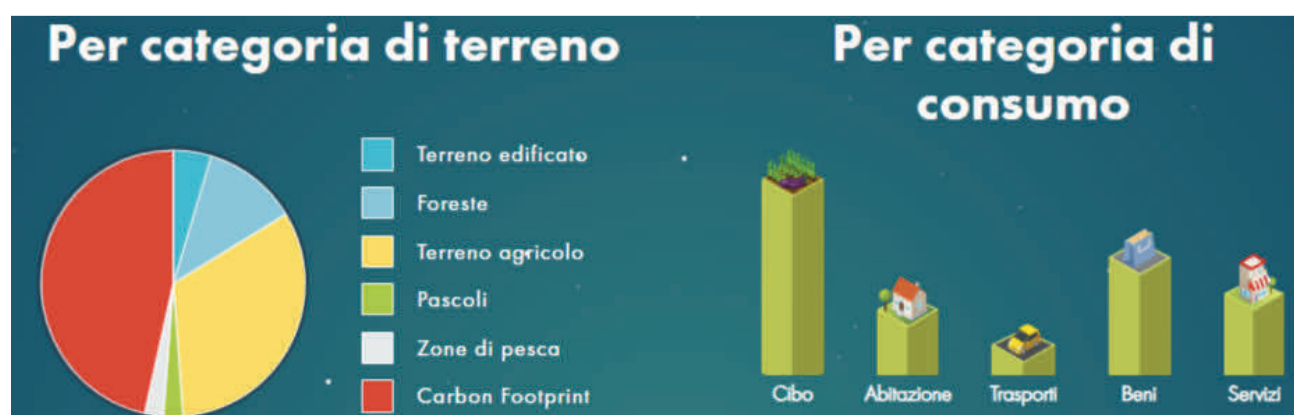 Per categoria di terreno
Terreno edificato
Foreste
Terreno agricolo
Pascoli
Zone di pesca
Carbon Footprint
Per categoria di
consumo
Cibo
Abitazione
Trasporti
Beni
Servizi